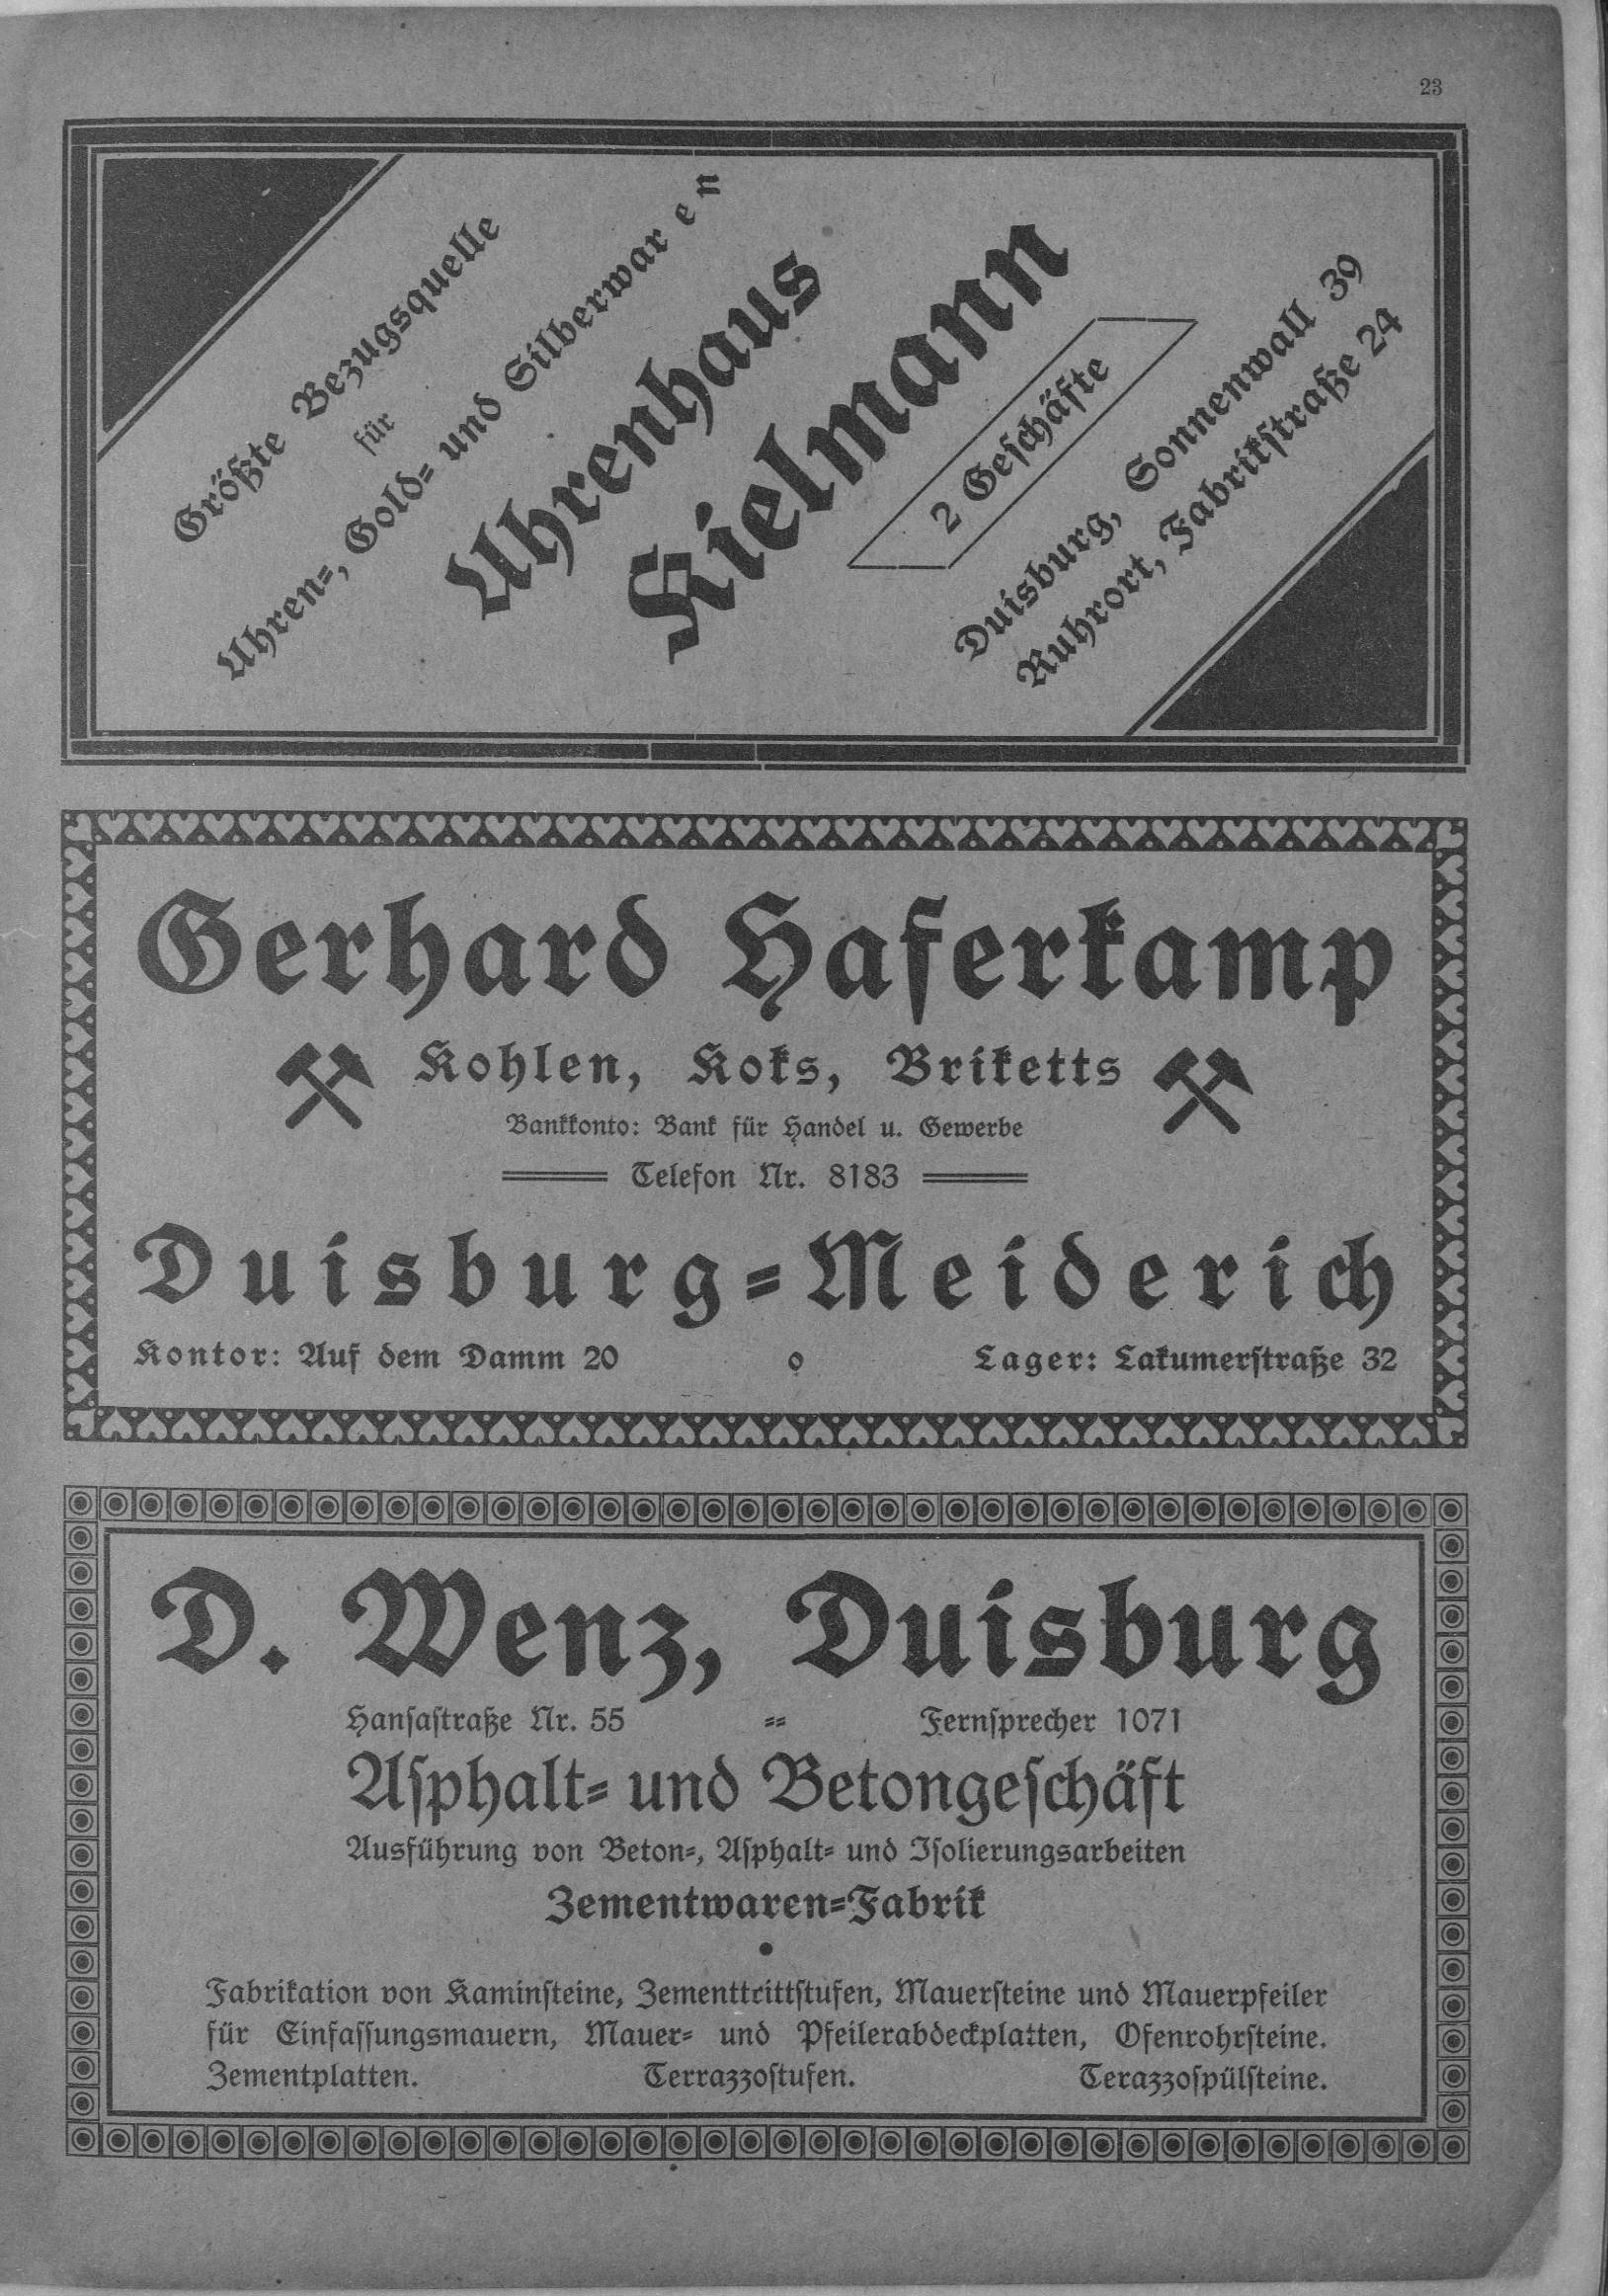 23
Größte Bezugsquelle
für
Uhren-, Gold- und Silberwaren
Uhrenhaus
Kielmann
2 Geschäfte
Duisburg, Sonnenwall 39
Ruhrort, Fabrikstraße 24
Gerhard Haferkamp
Kohlen, Koks, Briketts
Bankkonto: Bank für Handel u. Gewerbe
Telefon Nr. 8183
Duisburg-Meiderich
Kontor: Auf dem Damm 20 o Lager: Lakumerstraße 32
D. Wenz, Duisburg
Hansastraße Nr. 55 -- Fernsprecher 1071
Asphalt- und Betongeschäft
Ausführung von Beton-, Asphalt- und Isolierungsarbeiten
Zementwaren-Fabrik
•
Fabrikation von Kaminsteine, Zementtrittstufen, Mauersteine und Mauerpfeiler
für Einfassungsmauern, Mauer- und Pfeilerabdeckplatten, Ofenrohrsteine.
Zementplatten. Terrazzostufen. Terazzospülsteine.